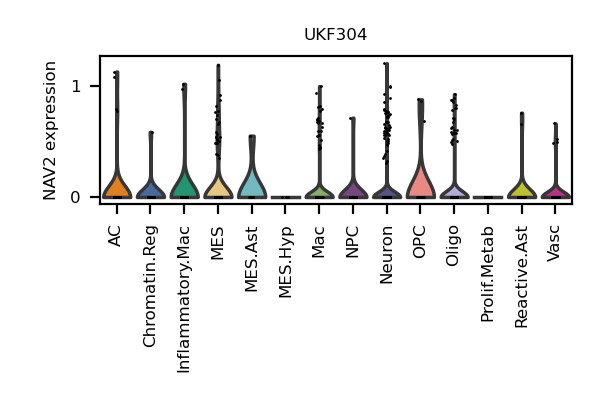 UKF304
NAV2 expression
1
0
AC
Chromatin.Reg
Inflammatory.Mac
MES
MES.Ast
MES.Hyp
Mac
NPC
Neuron
OPC
Oligo
Prolif.Metab
Reactive.Ast
Vasc